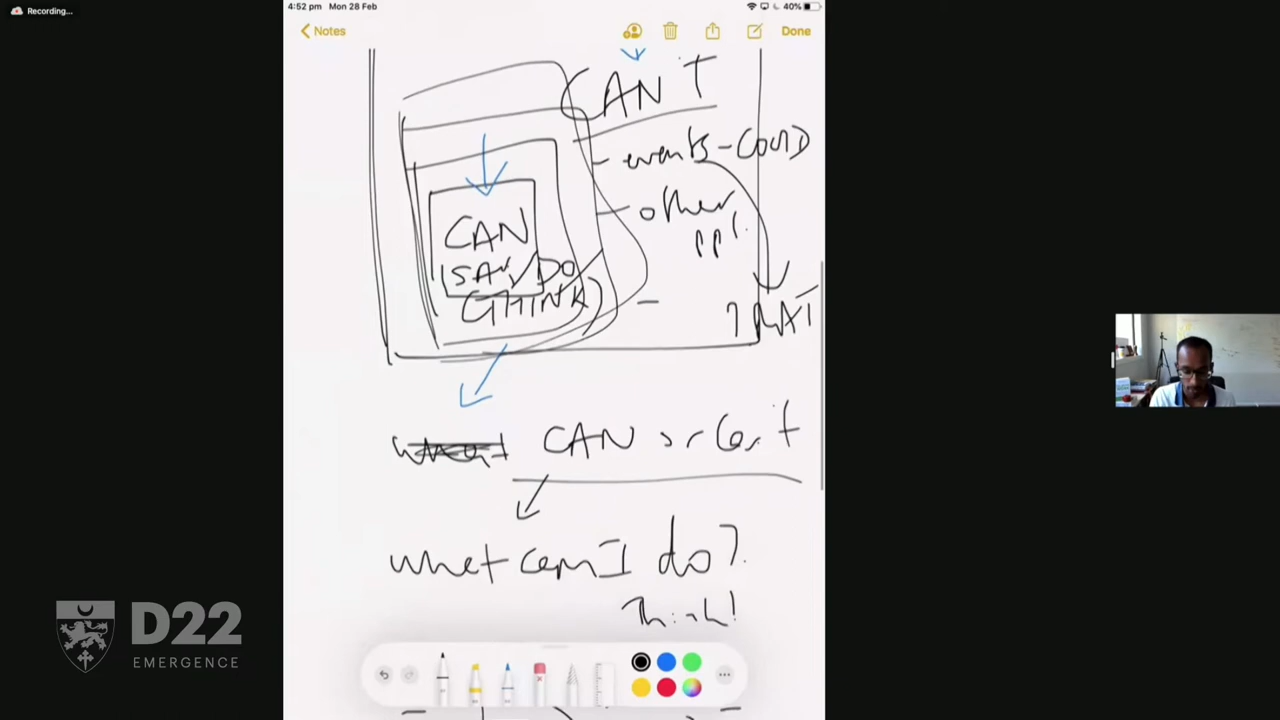 Recording...
4:52 pm Mon 28 Feb
40%
Notes
Done
CAN'T
- events - COVID
- other
ppl.
CAN
(SAY/DO
(THINK)
CAN or Can't
what can I do?
Think!
D22
EMERGENCE